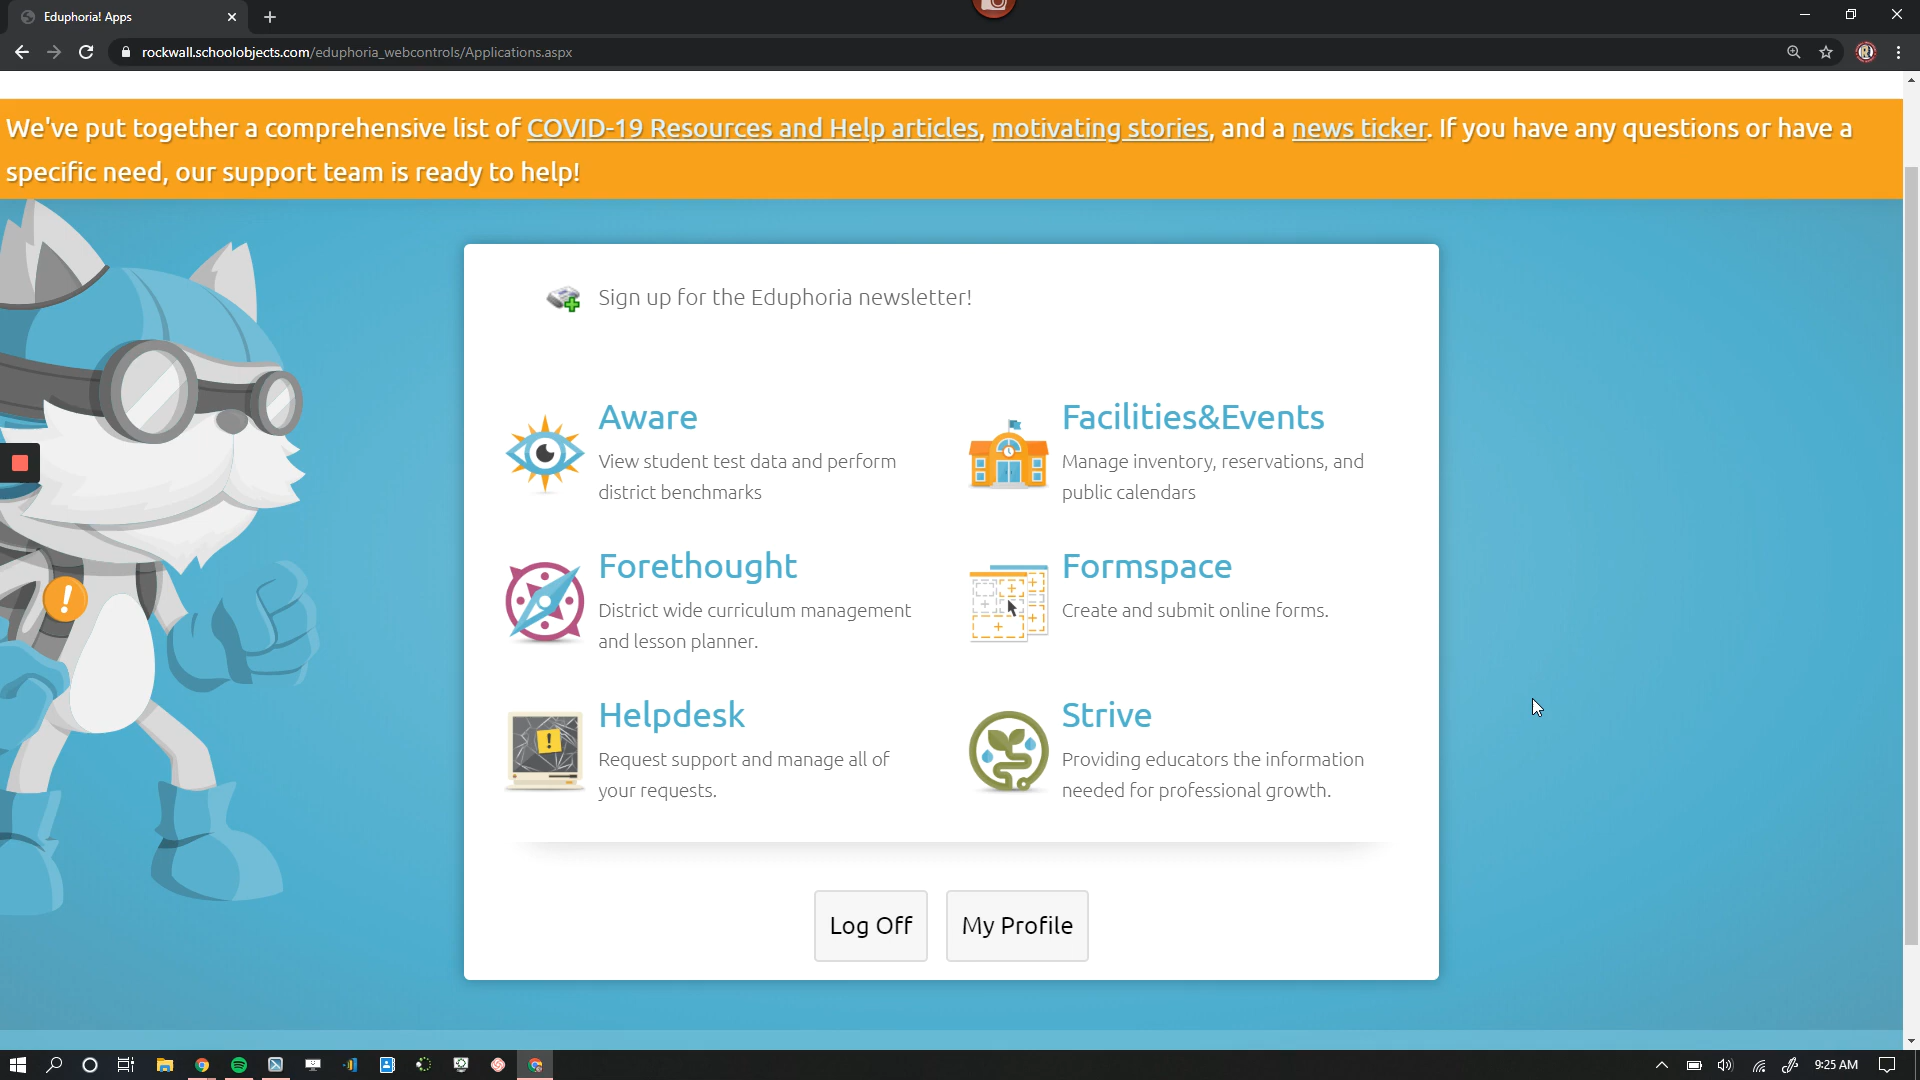 Eduphoria! Apps
rockwall.schoolobjects.com/eduphoria_webcontrols/Applications.aspx
We've put together a comprehensive list of COVID-19 Resources and Help articles, motivating stories, and a news ticker. If you have any questions or have a
specific need, our support team is ready to help!
Sign up for the Eduphoria newsletter!
Aware
View student test data and perform
district benchmarks
Facilities&Events
Manage inventory, reservations, and
public calendars
Forethought
District wide curriculum management
and lesson planner.
Formspace
Create and submit online forms.
Helpdesk
Request support and manage all of
your requests.
Strive
Providing educators the information
needed for professional growth.
Log Off
My Profile
9:25 AM